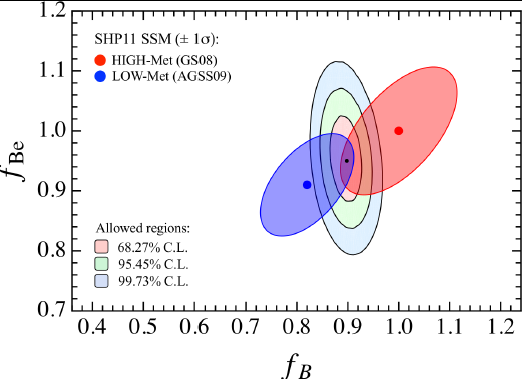 1.2
SHP11 SSM (± 1σ):
HIGH-Met (GS08)
LOW-Met (AGSS09)
1.1
1.0
f Be
0.9
Allowed regions:
68.27% C.L.
95.45% C.L.
99.73% C.L.
0.8
0.7
0.4 0.5 0.6 0.7 0.8 0.9 1.0 1.1 1.2
f B